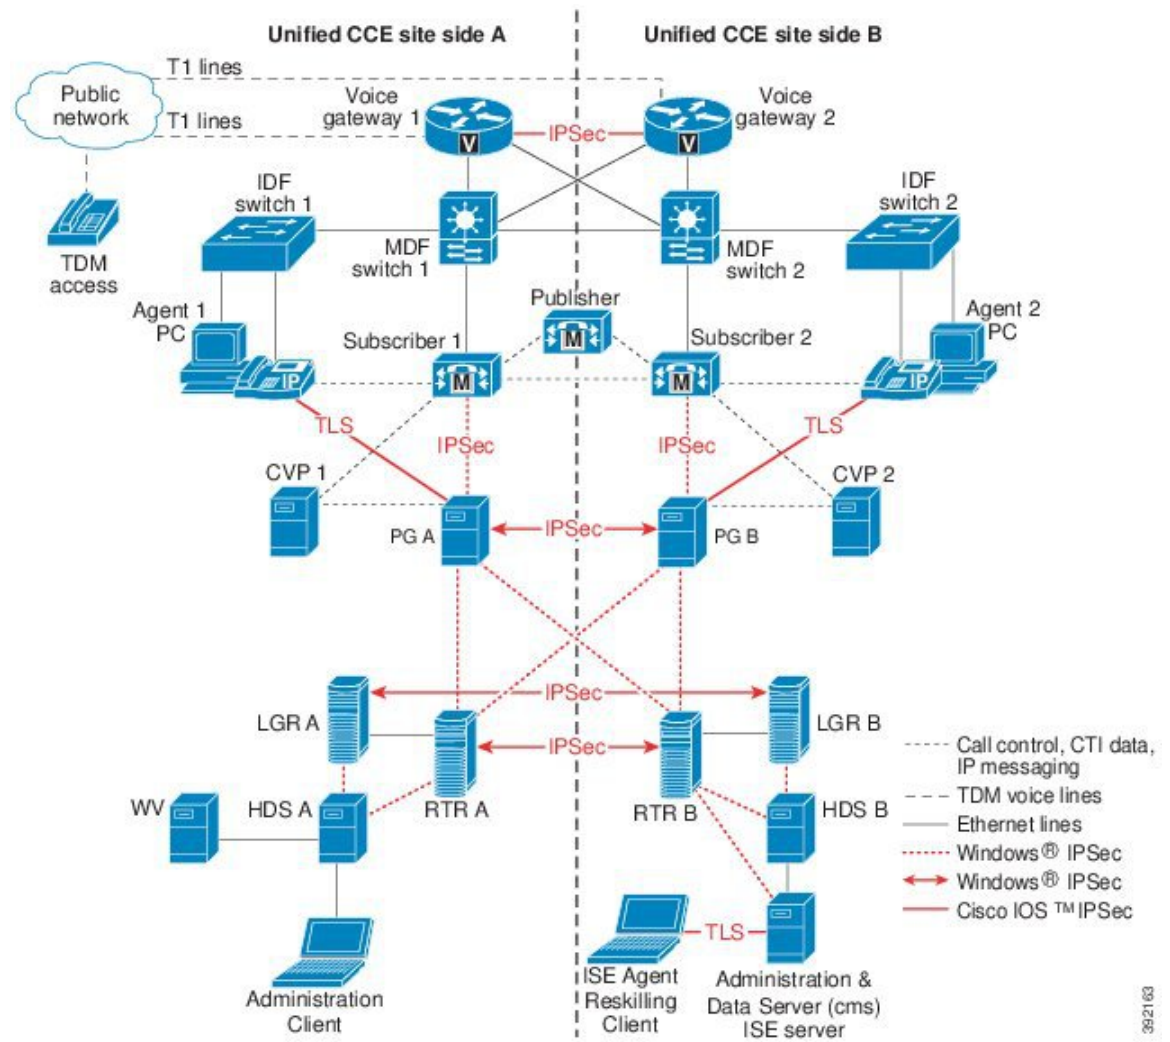 Unified CCE site side A
Unified CCE site side B
T1 lines
Public
network
T1 lines
Voice
gateway 1
V
IPSec
V
Voice
gateway 2
IDF
switch 1
IDF
switch 2
TDM
access
MDF
switch 1
MDF
switch 2
Publisher
M
Agent 1
PC
Subscriber 1
Subscriber 2
Agent 2
PC
IP
M
M
IP
TLS
IPSec
IPSec
TLS
CVP 1
CVP 2
PG A
IPSec
PG B
LGR A
IPSec
LGR B
IPSec
WV
HDS A
RTR A
RTR B
HDS B
Call control, CTI data,
IP messaging
TDM voice lines
Ethernet lines
Windows® IPSec
Windows® IPSec
Cisco IOS ™ IPSec
TLS
Administration
Client
ISE Agent
Reskilling
Client
Administration &
Data Server (cms)
ISE server
392163